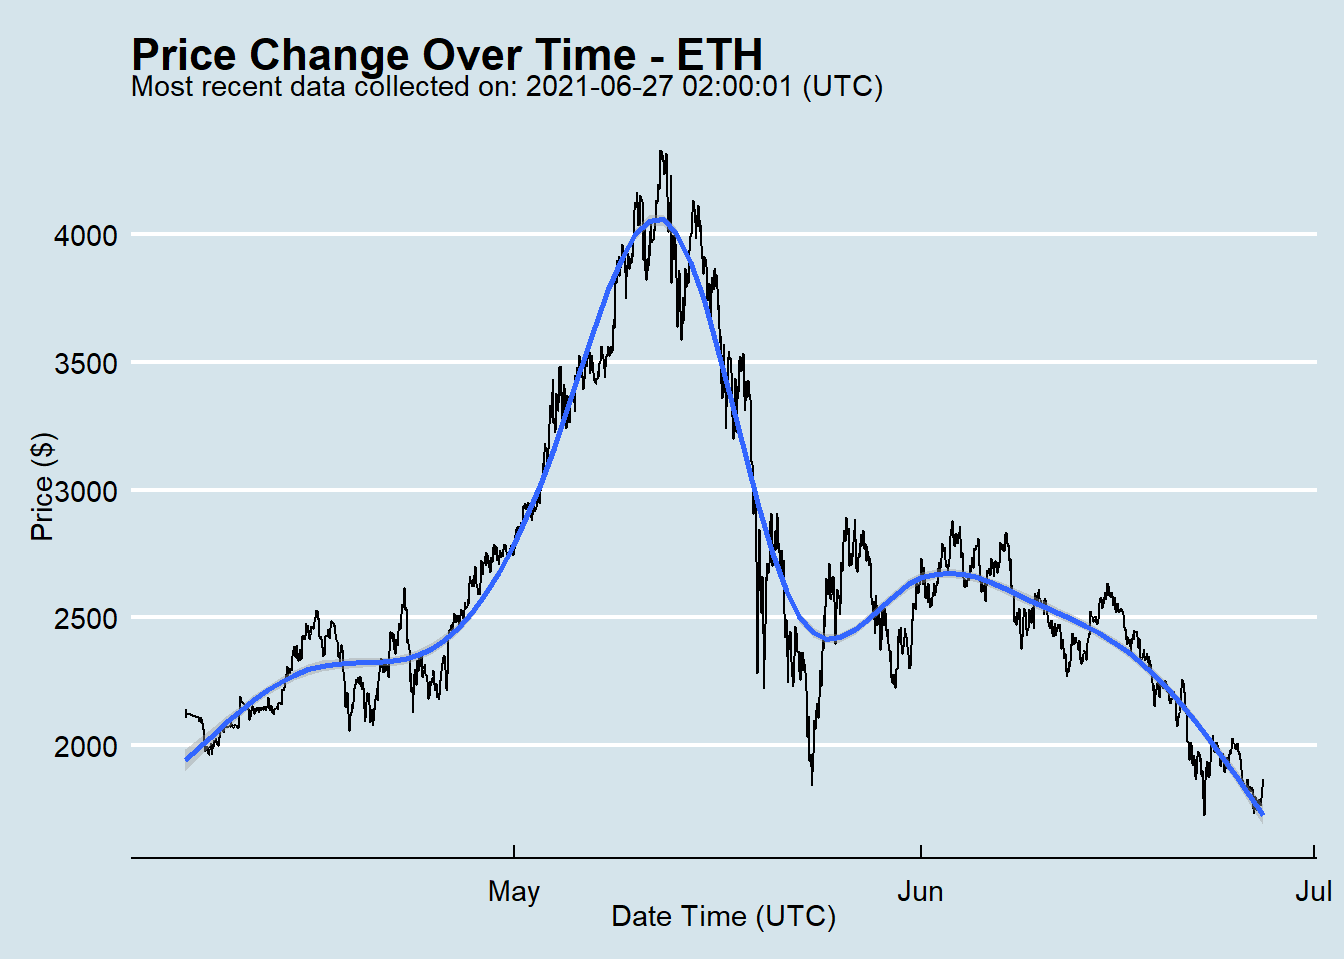 Price Change Over Time - ETH
Most recent data collected on: 2021-06-27 02:00:01 (UTC)
4000
3500
3000
2500
2000
Price ($)
May
Jun
Jul
Date Time (UTC)